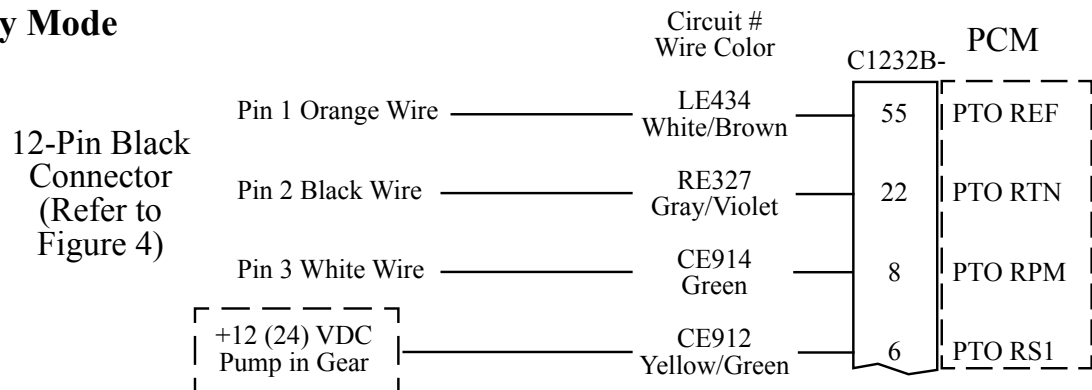 y Mode
Circuit #
Wire Color
PCM
C1232B-
12-Pin Black
Connector
(Refer to
Figure 4)
Pin 1 Orange Wire
LE434
White/Brown
55
PTO REF
Pin 2 Black Wire
RE327
Gray/Violet
22
PTO RTN
Pin 3 White Wire
CE914
Green
8
PTO RPM
+12 (24) VDC
Pump in Gear
CE912
Yellow/Green
6
PTO RS1